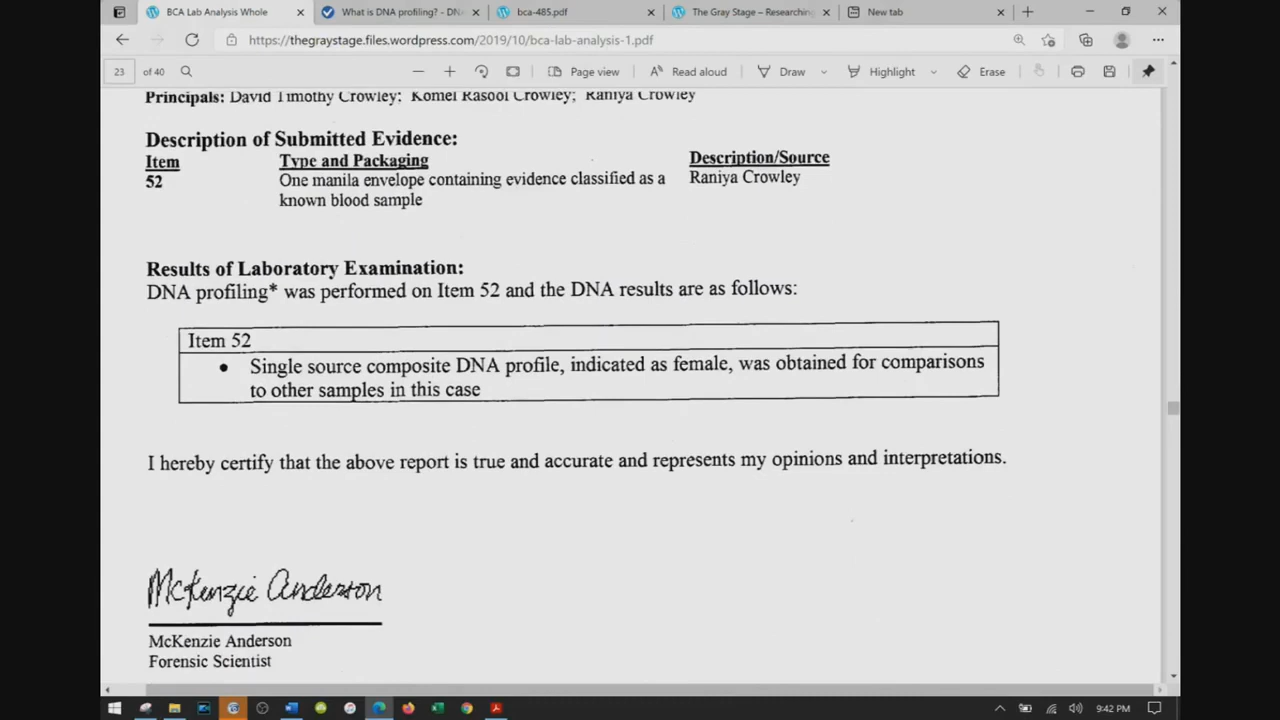 BCA Lab Analysis Whole
What is DNA profiling? - DN
bca-485.pdf
The Gray Stage – Researching
New tab
https://thegraystage.files.wordpress.com/2019/10/bca-lab-analysis-1.pdf
23 of 40
Page view
Read aloud
Draw
Highlight
Erase
Principals: David Timothy Crowley; Komel Rasool Crowley; Raniya Crowley
Description of Submitted Evidence:
Item Type and Packaging Description/Source
52 One manila envelope containing evidence classified as a Raniya Crowley
known blood sample
Results of Laboratory Examination:
DNA profiling* was performed on Item 52 and the DNA results are as follows:
Item 52
• Single source composite DNA profile, indicated as female, was obtained for comparisons
to other samples in this case
I hereby certify that the above report is true and accurate and represents my opinions and interpretations.
McKenzie Anderson
McKenzie Anderson
Forensic Scientist
9:42 PM